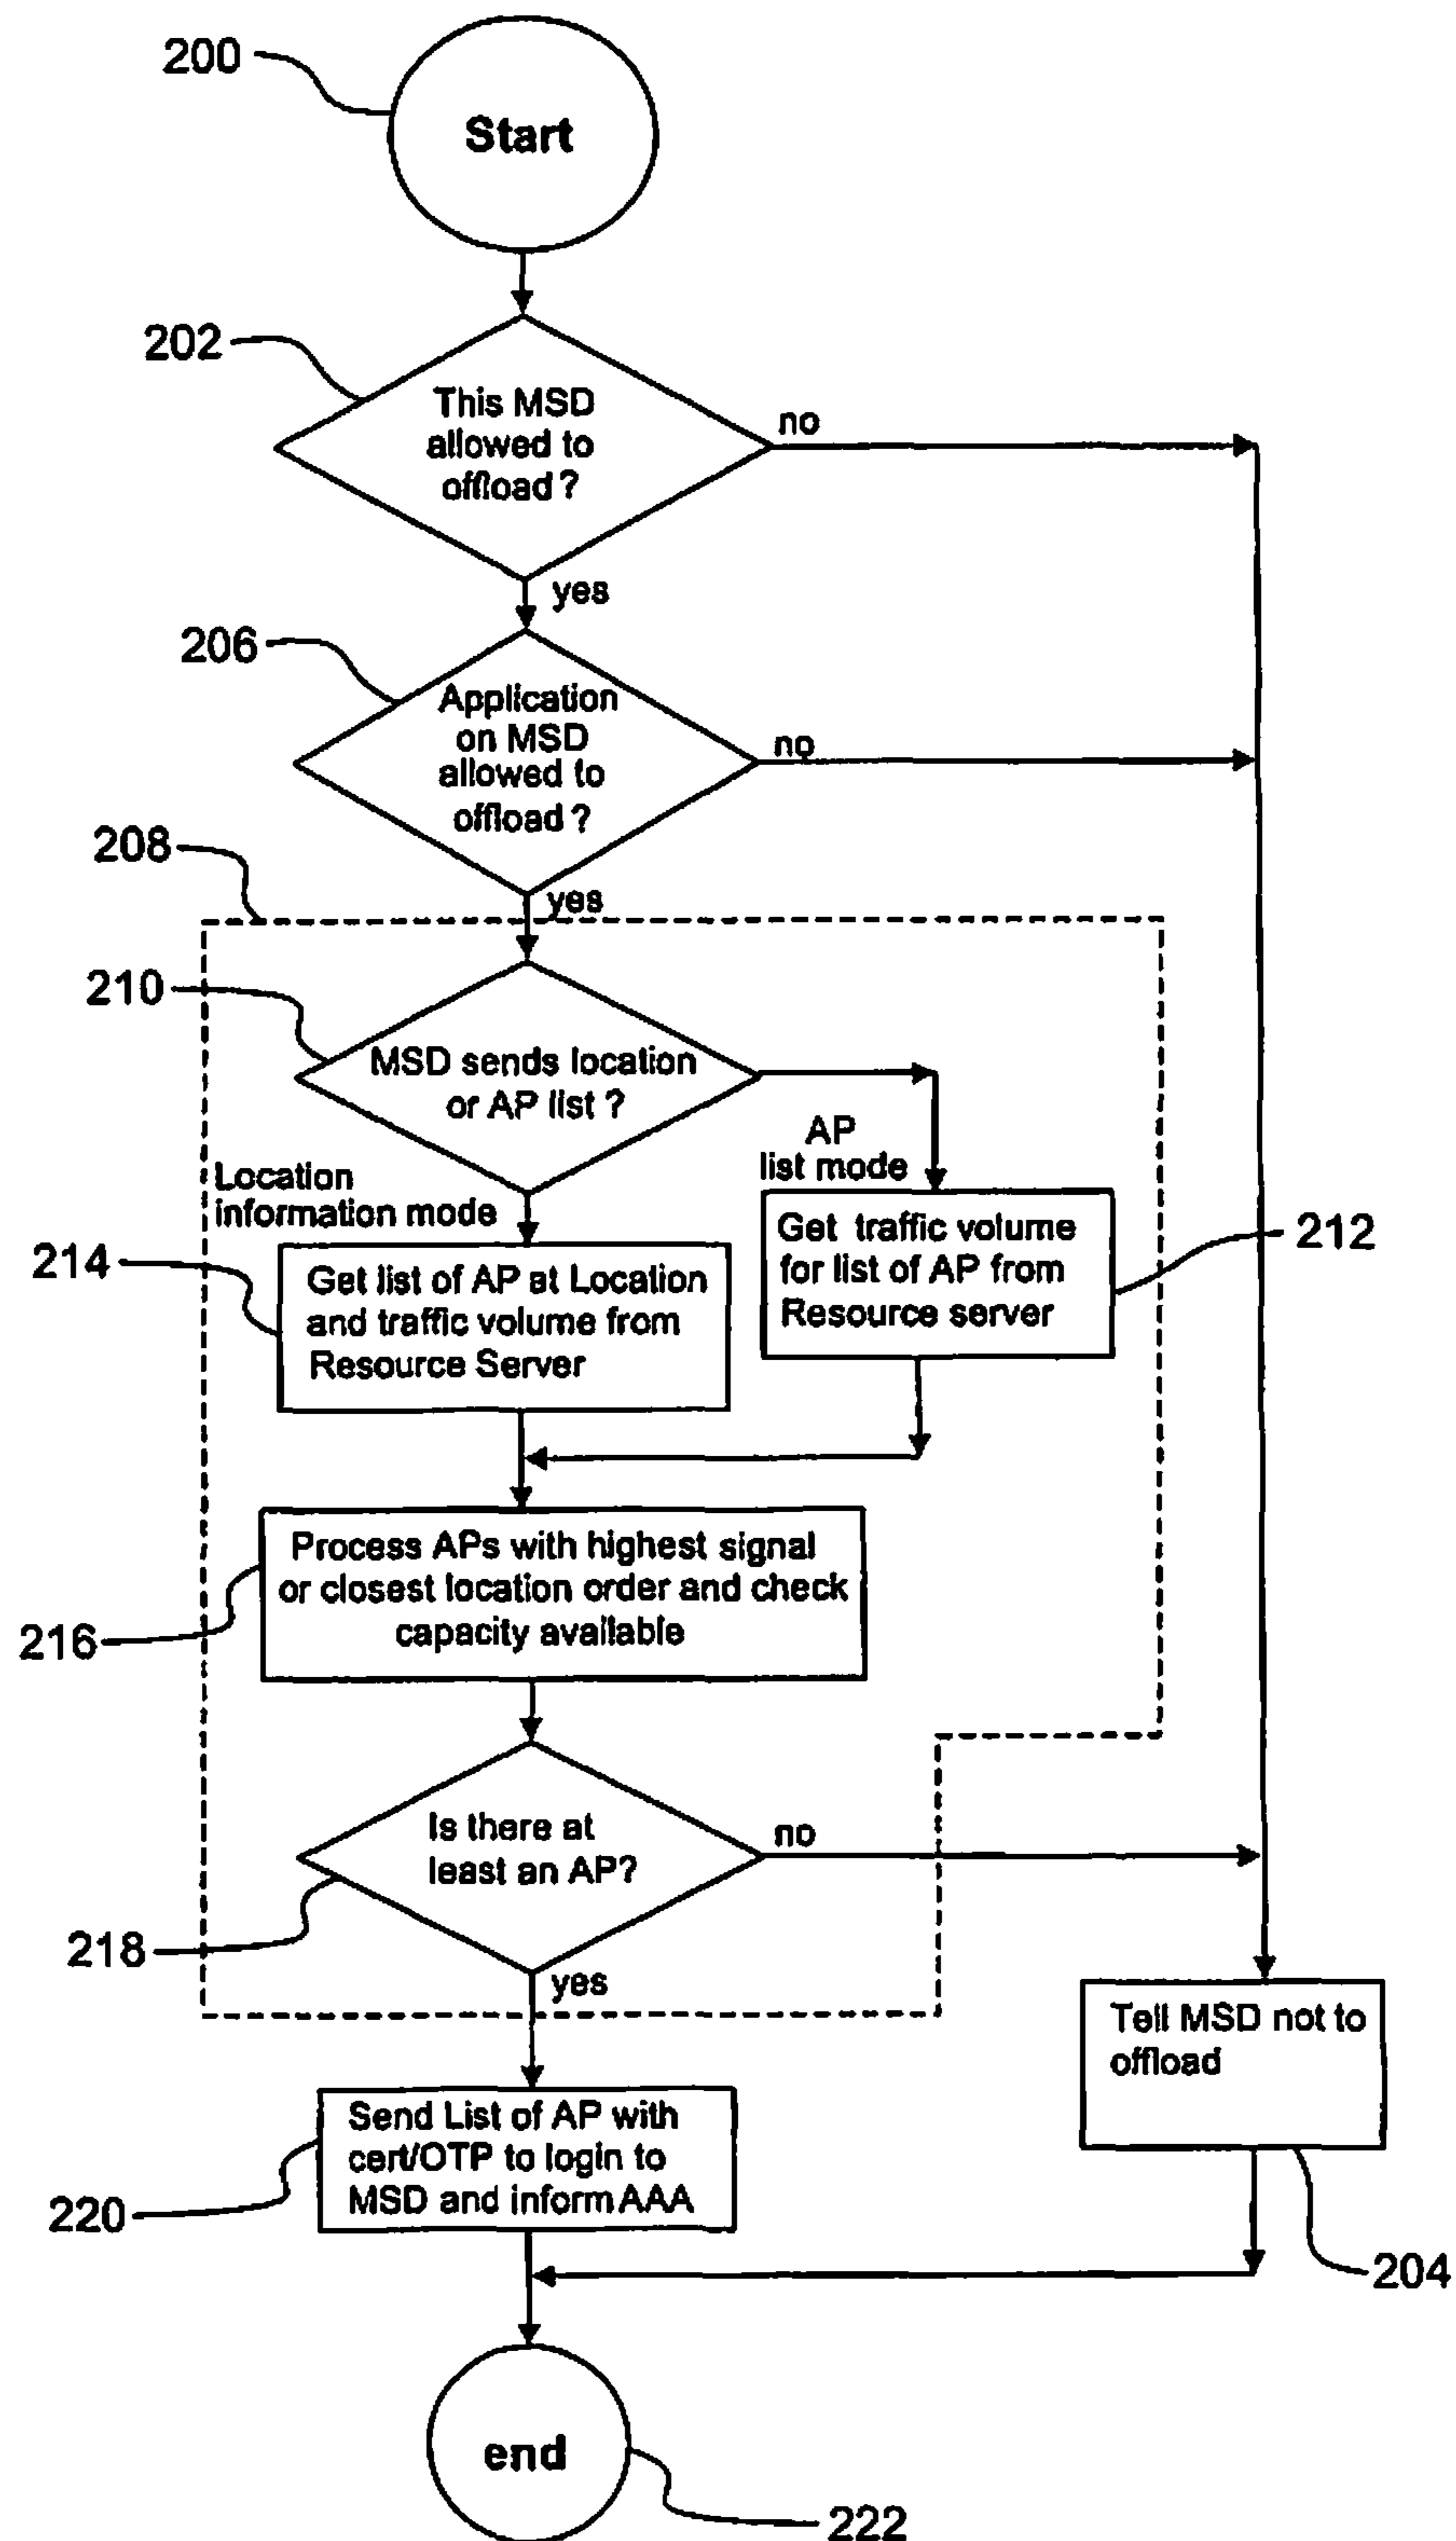 200
Start
202
This MSD
allowed to
offload ?
no
yes
206
Application
on MSD
allowed to
offload ?
no
208
yes
210
MSD sends location
or AP list ?
AP
list mode
Location
information mode
214
Get list of AP at Location
and traffic volume from
Resource Server
Get traffic volume
for list of AP from
Resource server
212
Process APs with highest signal
or closest location order and check
capacity available
216
Is there at
least an AP?
no
218
yes
Tell MSD not to
offload
Send List of AP with
cert/OTP to login to
MSD and inform AAA
220
204
end
222